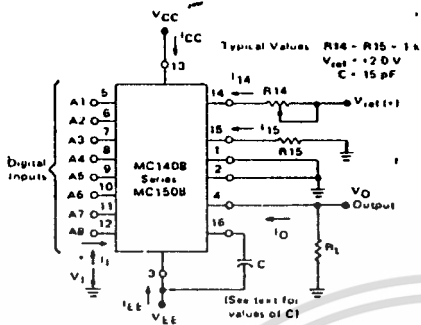 VCC
ICC
13
Typical Values R14 = R15 = 1 k
Vref = +2.0 V
C = 15 pF
A1 5
A2 6
A3 7
A4 8
A5 9
A6 10
A7 11
A8 12
Digital
Inputs
MC1408
Series
MC1508
14
I14
R14
Vref (+)
15
I15
R15
1
2
4
VO
Output
IO
16
C
RL
VI
II
3
IEE
VEE
(See text for
values of C)